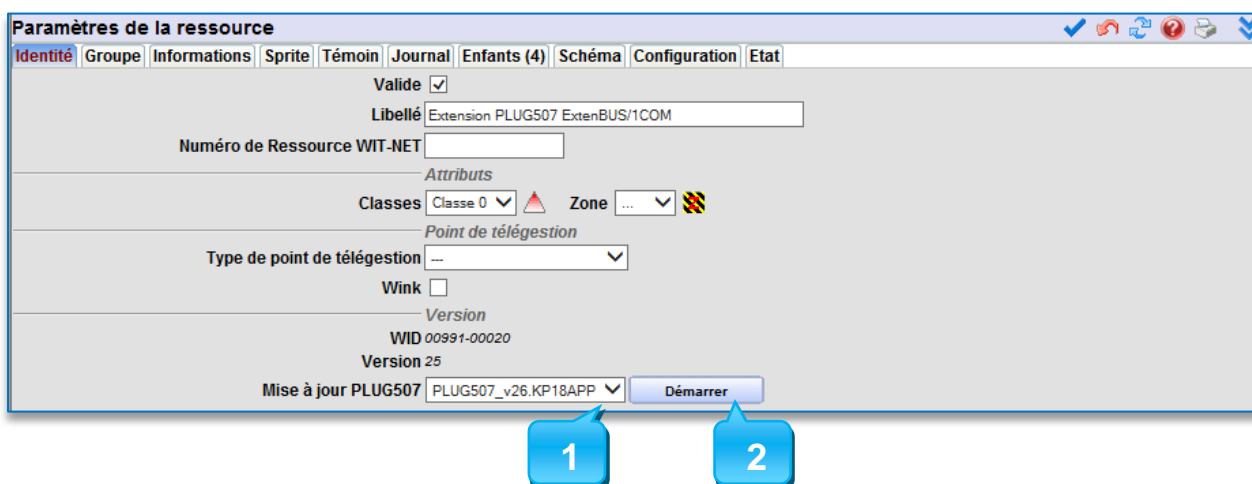 Paramètres de la ressource
Identité Groupe Informations Sprite Témoin Journal Enfants (4) Schéma Configuration Etat
Valide
Libellé Extension PLUG507 ExtenBUS/1COM
Numéro de Ressource WIT-NET
Attributs
Classes Classe 0 Zone ...
Point de télégestion
Type de point de télégestion ---
Wink
Version
WID 00991-00020
Version 25
Mise à jour PLUG507 PLUG507_v26.KP18APP Démarrer
1 2